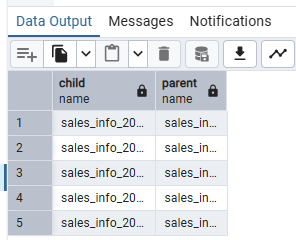 Data Output Messages Notifications
child parent
name name
1 sales_info_20... sales_in...
2 sales_info_20... sales_in...
3 sales_info_20... sales_in...
4 sales_info_20... sales_in...
5 sales_info_20... sales_in...